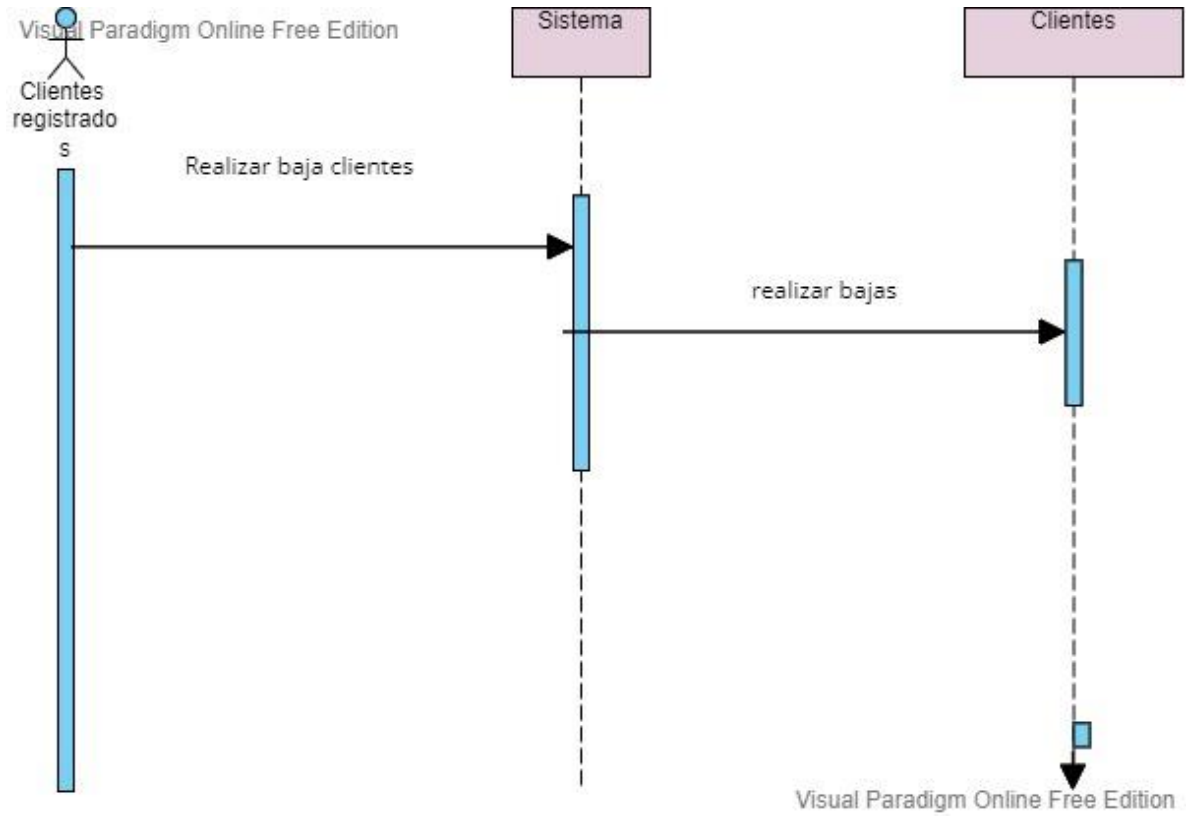 Visual Paradigm Online Free Edition
Sistema
Clientes
Clientes
registrado
s
Realizar baja clientes
realizar bajas
Visual Paradigm Online Free Edition